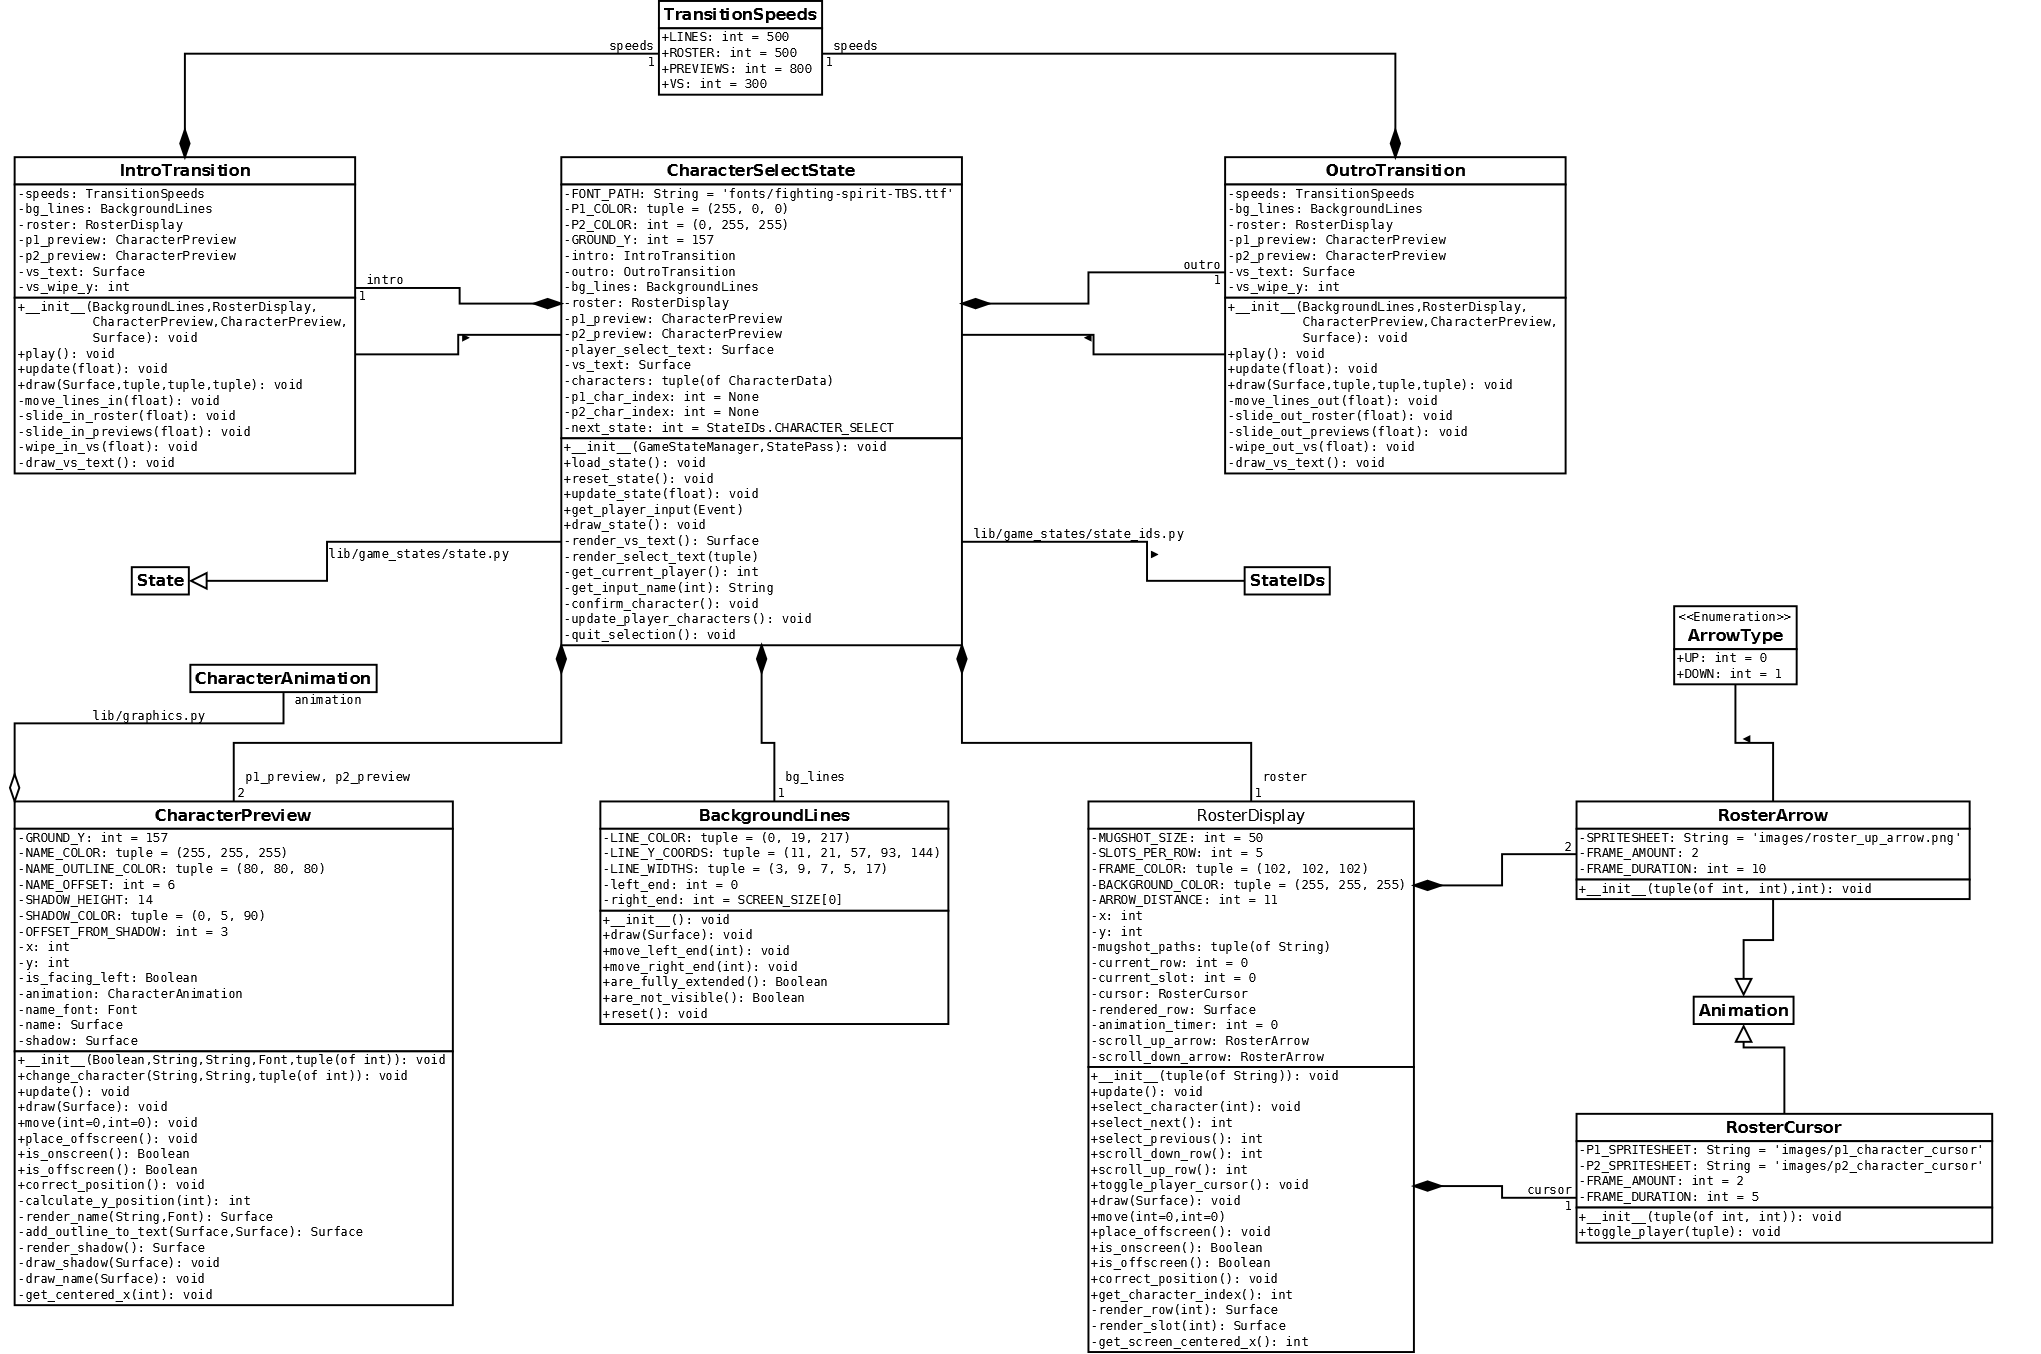 TransitionSpeeds
+LINES: int = 500
+ROSTER: int = 500
+PREVIEWS: int = 800
+VS: int = 300
speeds
1
speeds
1
IntroTransition
-speeds: TransitionSpeeds
-bg_lines: BackgroundLines
-roster: RosterDisplay
-p1_preview: CharacterPreview
-p2_preview: CharacterPreview
-vs_text: Surface
-vs_wipe_y: int
+__init__(BackgroundLines,RosterDisplay,
CharacterPreview,CharacterPreview,
Surface): void
+play(): void
+update(float): void
+draw(Surface,tuple,tuple,tuple): void
-move_lines_in(float): void
-slide_in_roster(float): void
-slide_in_previews(float): void
-wipe_in_vs(float): void
-draw_vs_text(): void
intro
1
CharacterSelectState
-FONT_PATH: String = 'fonts/fighting-spirit-TBS.ttf'
-P1_COLOR: tuple = (255, 0, 0)
-P2_COLOR: int = (0, 255, 255)
-GROUND_Y: int = 157
-intro: IntroTransition
-outro: OutroTransition
-bg_lines: BackgroundLines
-roster: RosterDisplay
-p1_preview: CharacterPreview
-p2_preview: CharacterPreview
-player_select_text: Surface
-vs_text: Surface
-characters: tuple(of CharacterData)
-p1_char_index: int = None
-p2_char_index: int = None
-next_state: int = StateIDs.CHARACTER_SELECT
+__init__(GameStateManager,StatePass): void
+load_state(): void
+reset_state(): void
+update_state(float): void
+get_player_input(Event)
+draw_state(): void
-render_vs_text(): Surface
-render_select_text(tuple)
-get_current_player(): int
-get_input_name(int): String
-confirm_character(): void
-update_player_characters(): void
-quit_selection(): void
outro
1
OutroTransition
-speeds: TransitionSpeeds
-bg_lines: BackgroundLines
-roster: RosterDisplay
-p1_preview: CharacterPreview
-p2_preview: CharacterPreview
-vs_text: Surface
-vs_wipe_y: int
+__init__(BackgroundLines,RosterDisplay,
CharacterPreview,CharacterPreview,
Surface): void
+play(): void
+update(float): void
+draw(Surface,tuple,tuple,tuple): void
-move_lines_out(float): void
-slide_out_roster(float): void
-slide_out_previews(float): void
-wipe_out_vs(float): void
-draw_vs_text(): void
lib/game_states/state.py
State
lib/game_states/state_ids.py
StateIDs
<<Enumeration>>
ArrowType
+UP: int = 0
+DOWN: int = 1
CharacterAnimation
animation
lib/graphics.py
p1_preview, p2_preview
2
bg_lines
1
roster
1
CharacterPreview
-GROUND_Y: int = 157
-NAME_COLOR: tuple = (255, 255, 255)
-NAME_OUTLINE_COLOR: tuple = (80, 80, 80)
-NAME_OFFSET: int = 6
-SHADOW_HEIGHT: 14
-SHADOW_COLOR: tuple = (0, 5, 90)
-OFFSET_FROM_SHADOW: int = 3
-x: int
-y: int
-is_facing_left: Boolean
-animation: CharacterAnimation
-name_font: Font
-name: Surface
-shadow: Surface
+__init__(Boolean,String,String,Font,tuple(of int)): void
+change_character(String,String,tuple(of int)): void
+update(): void
+draw(Surface): void
+move(int=0,int=0): void
+place_offscreen(): void
+is_onscreen(): Boolean
+is_offscreen(): Boolean
+correct_position(): void
-calculate_y_position(int): int
-render_name(String,Font): Surface
-add_outline_to_text(Surface,Surface): Surface
-render_shadow(): Surface
-draw_shadow(Surface): void
-draw_name(Surface): void
-get_centered_x(int): void
BackgroundLines
-LINE_COLOR: tuple = (0, 19, 217)
-LINE_Y_COORDS: tuple = (11, 21, 57, 93, 144)
-LINE_WIDTHS: tuple = (3, 9, 7, 5, 17)
-left_end: int = 0
-right_end: int = SCREEN_SIZE[0]
+__init__(): void
+draw(Surface): void
+move_left_end(int): void
+move_right_end(int): void
+are_fully_extended(): Boolean
+are_not_visible(): Boolean
+reset(): void
RosterDisplay
-MUGSHOT_SIZE: int = 50
-SLOTS_PER_ROW: int = 5
-FRAME_COLOR: tuple = (102, 102, 102)
-BACKGROUND_COLOR: tuple = (255, 255, 255)
-ARROW_DISTANCE: int = 11
-x: int
-y: int
-mugshot_paths: tuple(of String)
-current_row: int = 0
-current_slot: int = 0
-cursor: RosterCursor
-rendered_row: Surface
-animation_timer: int = 0
-scroll_up_arrow: RosterArrow
-scroll_down_arrow: RosterArrow
+__init__(tuple(of String)): void
+update(): void
+select_character(int): void
+select_next(): int
+select_previous(): int
+scroll_down_row(): int
+scroll_up_row(): int
+toggle_player_cursor(): void
+draw(Surface): void
+move(int=0,int=0)
+place_offscreen(): void
+is_onscreen(): Boolean
+is_offscreen(): Boolean
+correct_position(): void
+get_character_index(): int
-render_row(int): Surface
-render_slot(int): Surface
-get_screen_centered_x(): int
2
RosterArrow
-SPRITESHEET: String = 'images/roster_up_arrow.png'
-FRAME_AMOUNT: 2
-FRAME_DURATION: int = 10
+__init__(tuple(of int, int),int): void
Animation
cursor
1
RosterCursor
-P1_SPRITESHEET: String = 'images/p1_character_cursor'
-P2_SPRITESHEET: String = 'images/p2_character_cursor'
-FRAME_AMOUNT: int = 2
-FRAME_DURATION: int = 5
+__init__(tuple(of int, int)): void
+toggle_player(tuple): void